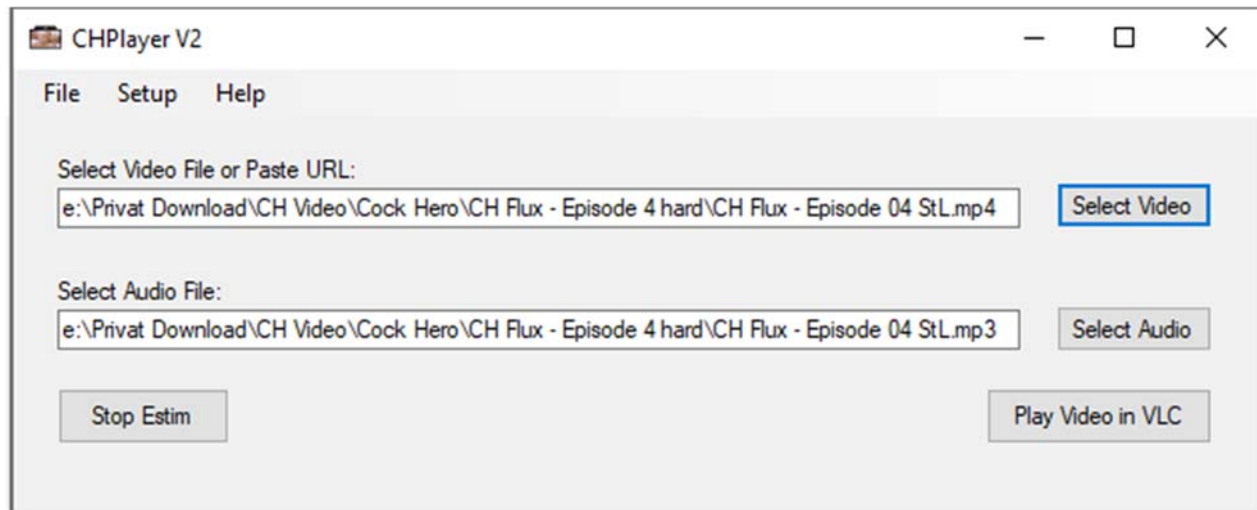 CHPlayer V2
File Setup Help
Select Video File or Paste URL:
e:\Privat Download\CH Video\Cock Hero\CH Flux - Episode 4 hard\CH Flux - Episode 04 StL.mp4
Select Video
Select Audio File:
e:\Privat Download\CH Video\Cock Hero\CH Flux - Episode 4 hard\CH Flux - Episode 04 StL.mp3
Select Audio
Stop Estim
Play Video in VLC